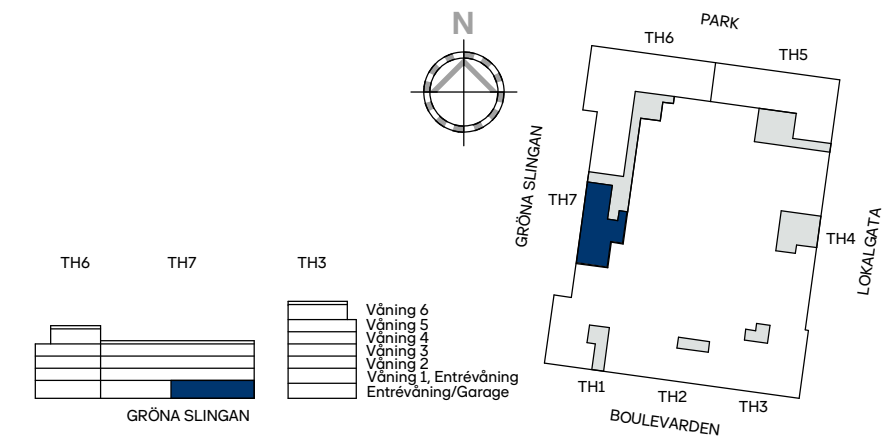 N
PARK
TH6
TH5
GRÖNA SLINGAN
TH7
TH4
LOKALGATA
TH6
TH7
TH3
Våning 6
Våning 5
Våning 4
Våning 3
Våning 2
Våning 1, Entrévåning
Entrévåning/Garage
GRÖNA SLINGAN
TH1
TH2
TH3
BOULEVARDEN